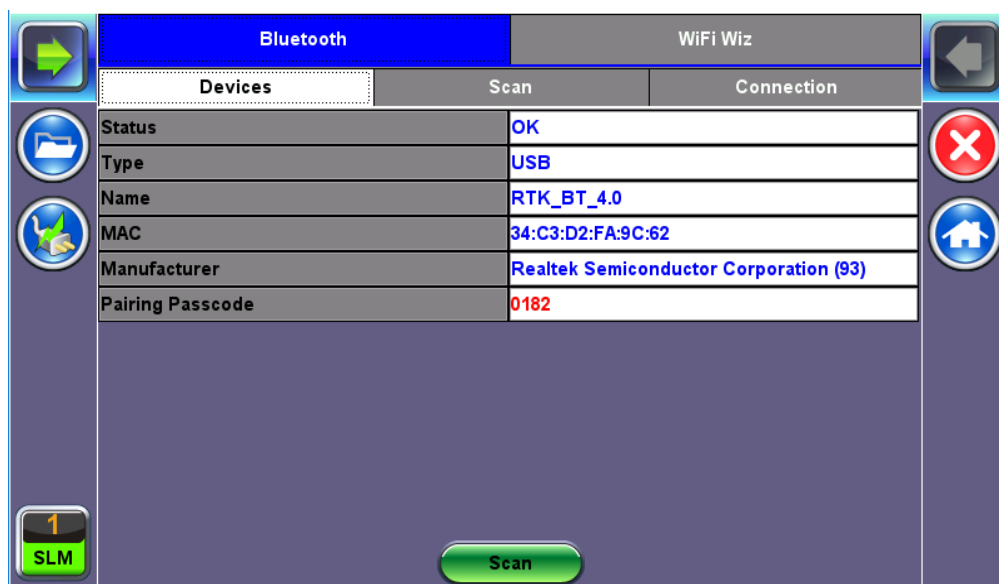 Bluetooth WiFi Wiz
Devices Scan Connection
Status OK
Type USB
Name RTK_BT_4.0
MAC 34:C3:D2:FA:9C:62
Manufacturer Realtek Semiconductor Corporation (93)
Pairing Passcode 0182
1
SLM
Scan